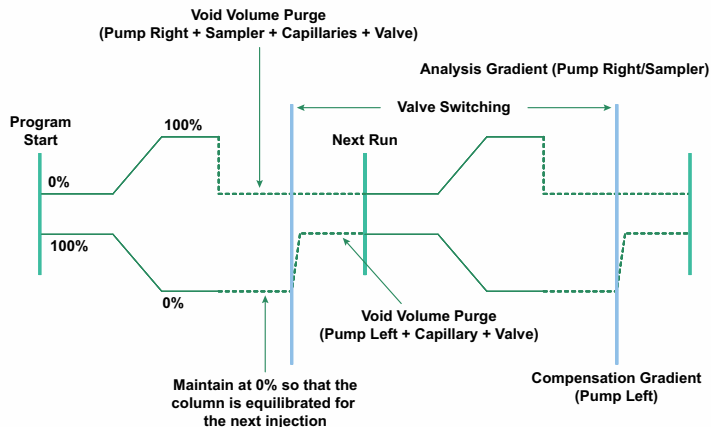 Void Volume Purge
(Pump Right + Sampler + Capillaries + Valve)
Analysis Gradient (Pump Right/Sampler)
Valve Switching
Program
Start
100%
Next Run
0%
100%
0%
Void Volume Purge
(Pump Left + Capillary + Valve)
Maintain at 0% so that the
column is equilibrated for
the next injection
Compensation Gradient
(Pump Left)